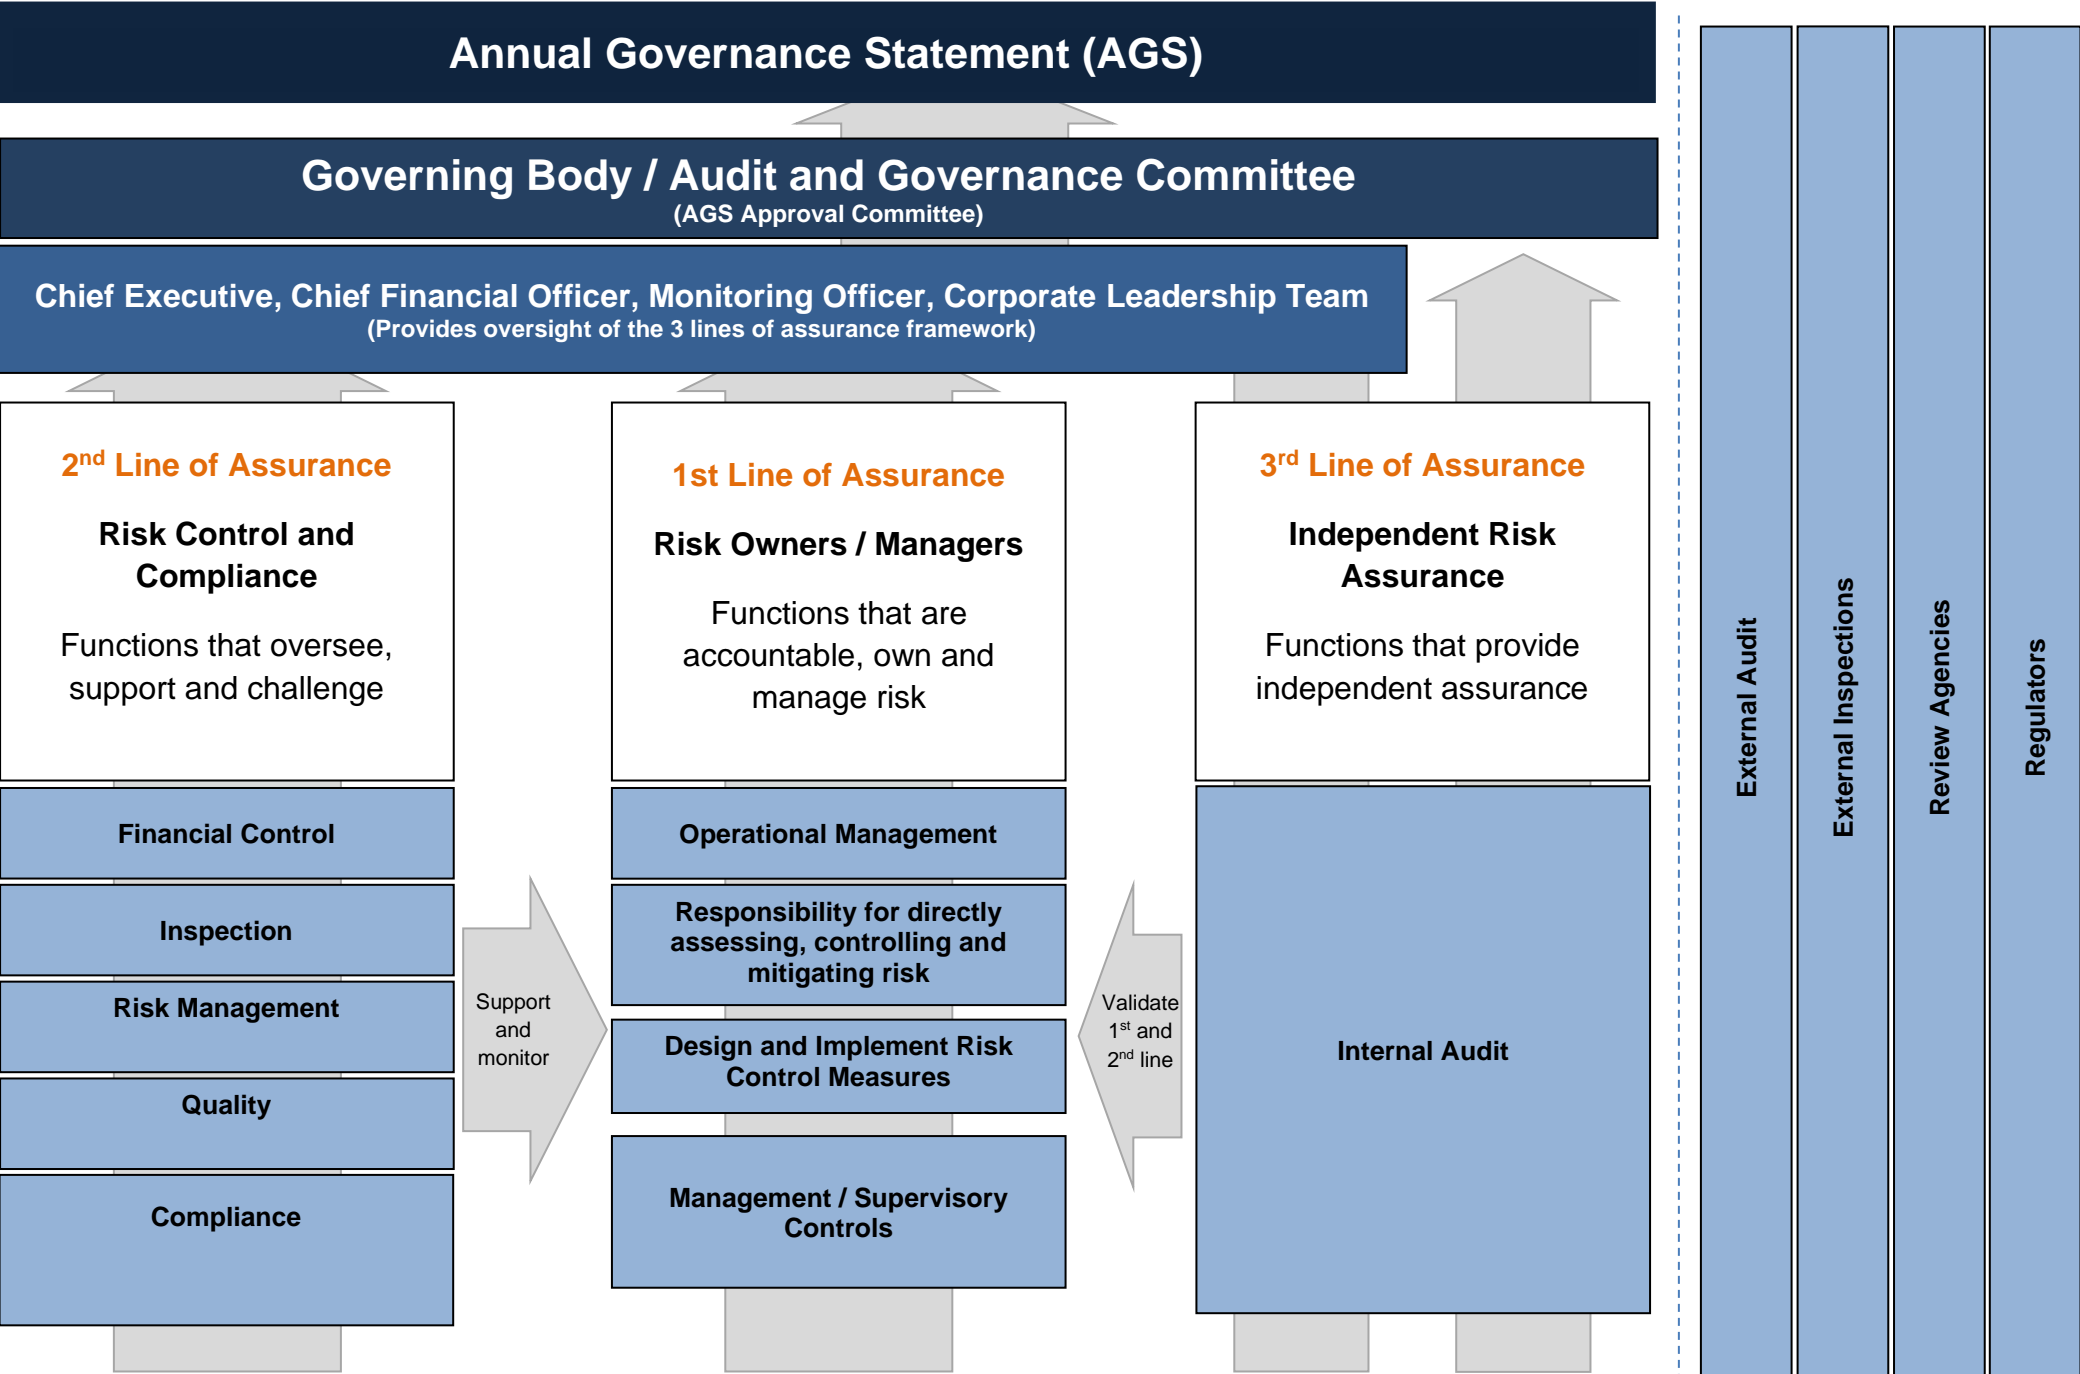 Annual Governance Statement (AGS)
Governing Body / Audit and Governance Committee
(AGS Approval Committee)
Chief Executive, Chief Financial Officer, Monitoring Officer, Corporate Leadership Team
(Provides oversight of the 3 lines of assurance framework)
2nd Line of Assurance
Risk Control and
Compliance
Functions that oversee,
support and challenge
Financial Control
Inspection
Risk Management
Quality
Compliance
Support
and
monitor
1st Line of Assurance
Risk Owners / Managers
Functions that are
accountable, own and
manage risk
Operational Management
Responsibility for directly
assessing, controlling and
mitigating risk
Design and Implement Risk
Control Measures
Management / Supervisory
Controls
Validate
1st and
2nd line
3rd Line of Assurance
Independent Risk
Assurance
Functions that provide
independent assurance
Internal Audit
External Audit
External Inspections
Review Agencies
Regulators